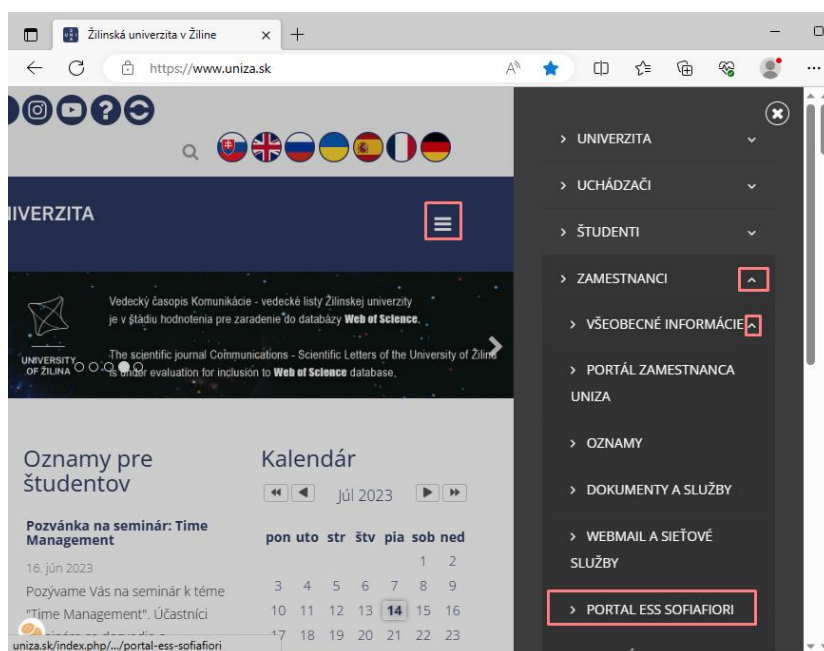 Žilinská univerzita v Žiline
https://www.uniza.sk
IVERZITA
Vedecký časopis Komunikácie - vedecké listy Žilinskej univerzity
je v štádiu hodnotenia pre zaradenie do databázy Web of Science.
The scientific journal Communications - Scientific Letters of the University of Žilina
is under evaluation for inclusion to Web of Science database.
UNIVERSITY
OF ŽILINA
Oznamy pre
študentov
Pozvánka na seminár: Time
Management
16. jún 2023
Pozývame Vás na seminár k téme
"Time Management". Účastníci
uniza.sk/index.php/.../portal-ess-sofiafiori
Kalendár
Júl 2023
pon uto str štv pia sob ned
1 2
3 4 5 6 7 8 9
10 11 12 13 14 15 16
17 18 19 20 21 22 23
UNIVERZITA
UCHÁDZAČI
ŠTUDENTI
ZAMESTNANCI
VŠEOBECNÉ INFORMÁCIE
PORTÁL ZAMESTNANCA
UNIZA
OZNAMY
DOKUMENTY A SLUŽBY
WEBMAIL A SIEŤOVÉ
SLUŽBY
PORTAL ESS SOFIAFIORI